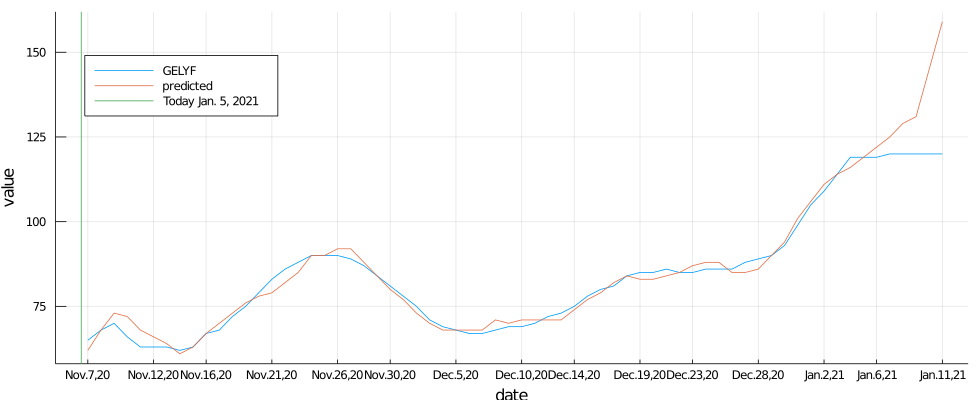 150
125
100
75
value
GELYF
predicted
Today Jan. 5, 2021
Nov.7,20 Nov.12,20 Nov.16,20 Nov.21,20 Nov.26,20 Nov.30,20 Dec.5,20 Dec.10,20 Dec.14,20 Dec.19,20 Dec.23,20 Dec.28,20 Jan.2,21 Jan.6,21 Jan.11,21
date